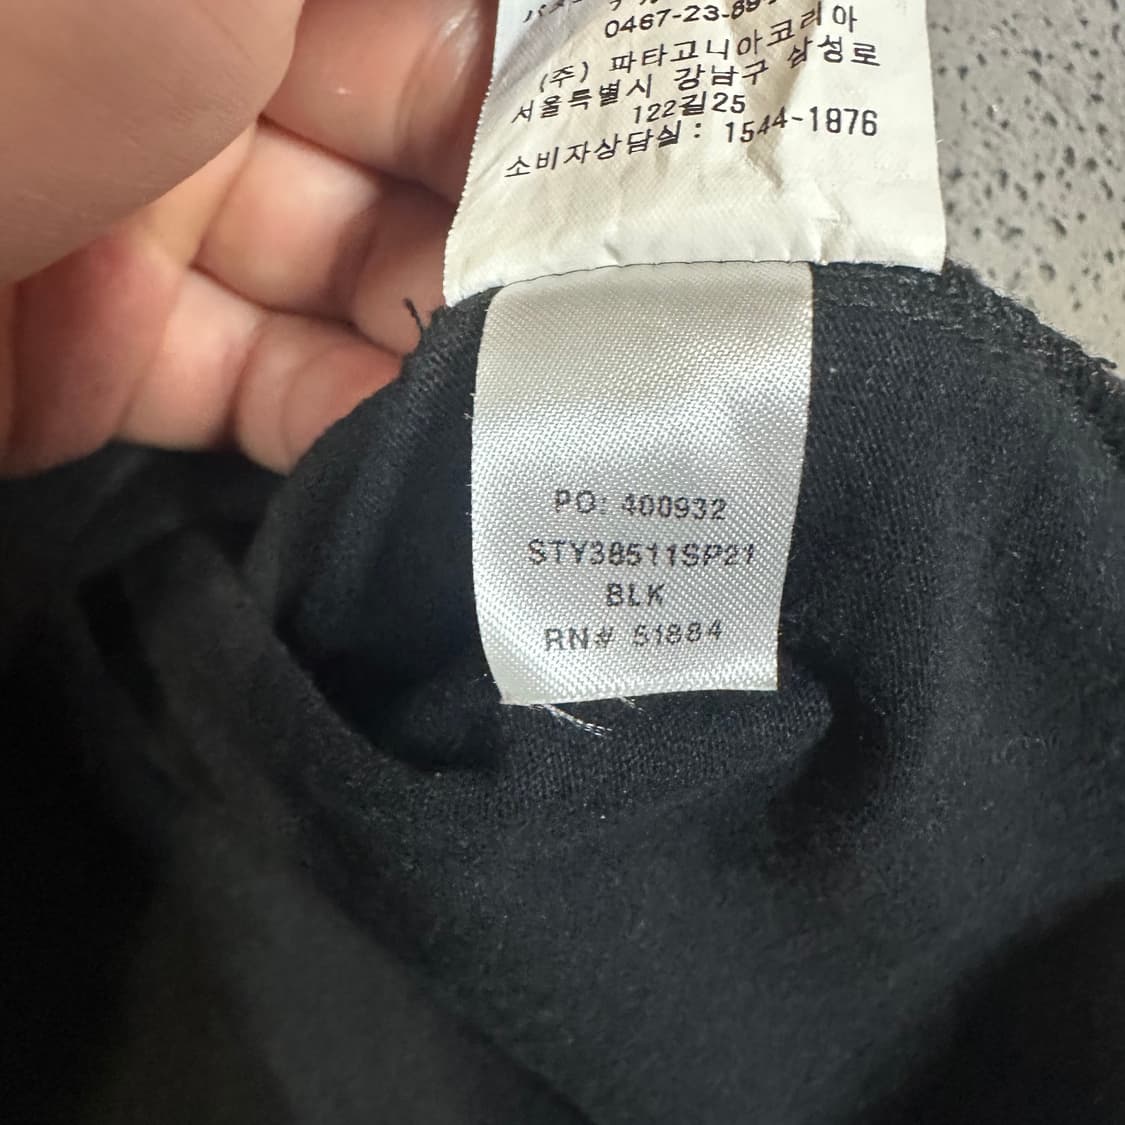 0467-23-89
(주) 파타고니아코리아
서울특별시 강남구 삼성로
122길25
소비자상담실 : 1544-1876
PO: 400932
STY38511SP21
BLK
RN# 51884